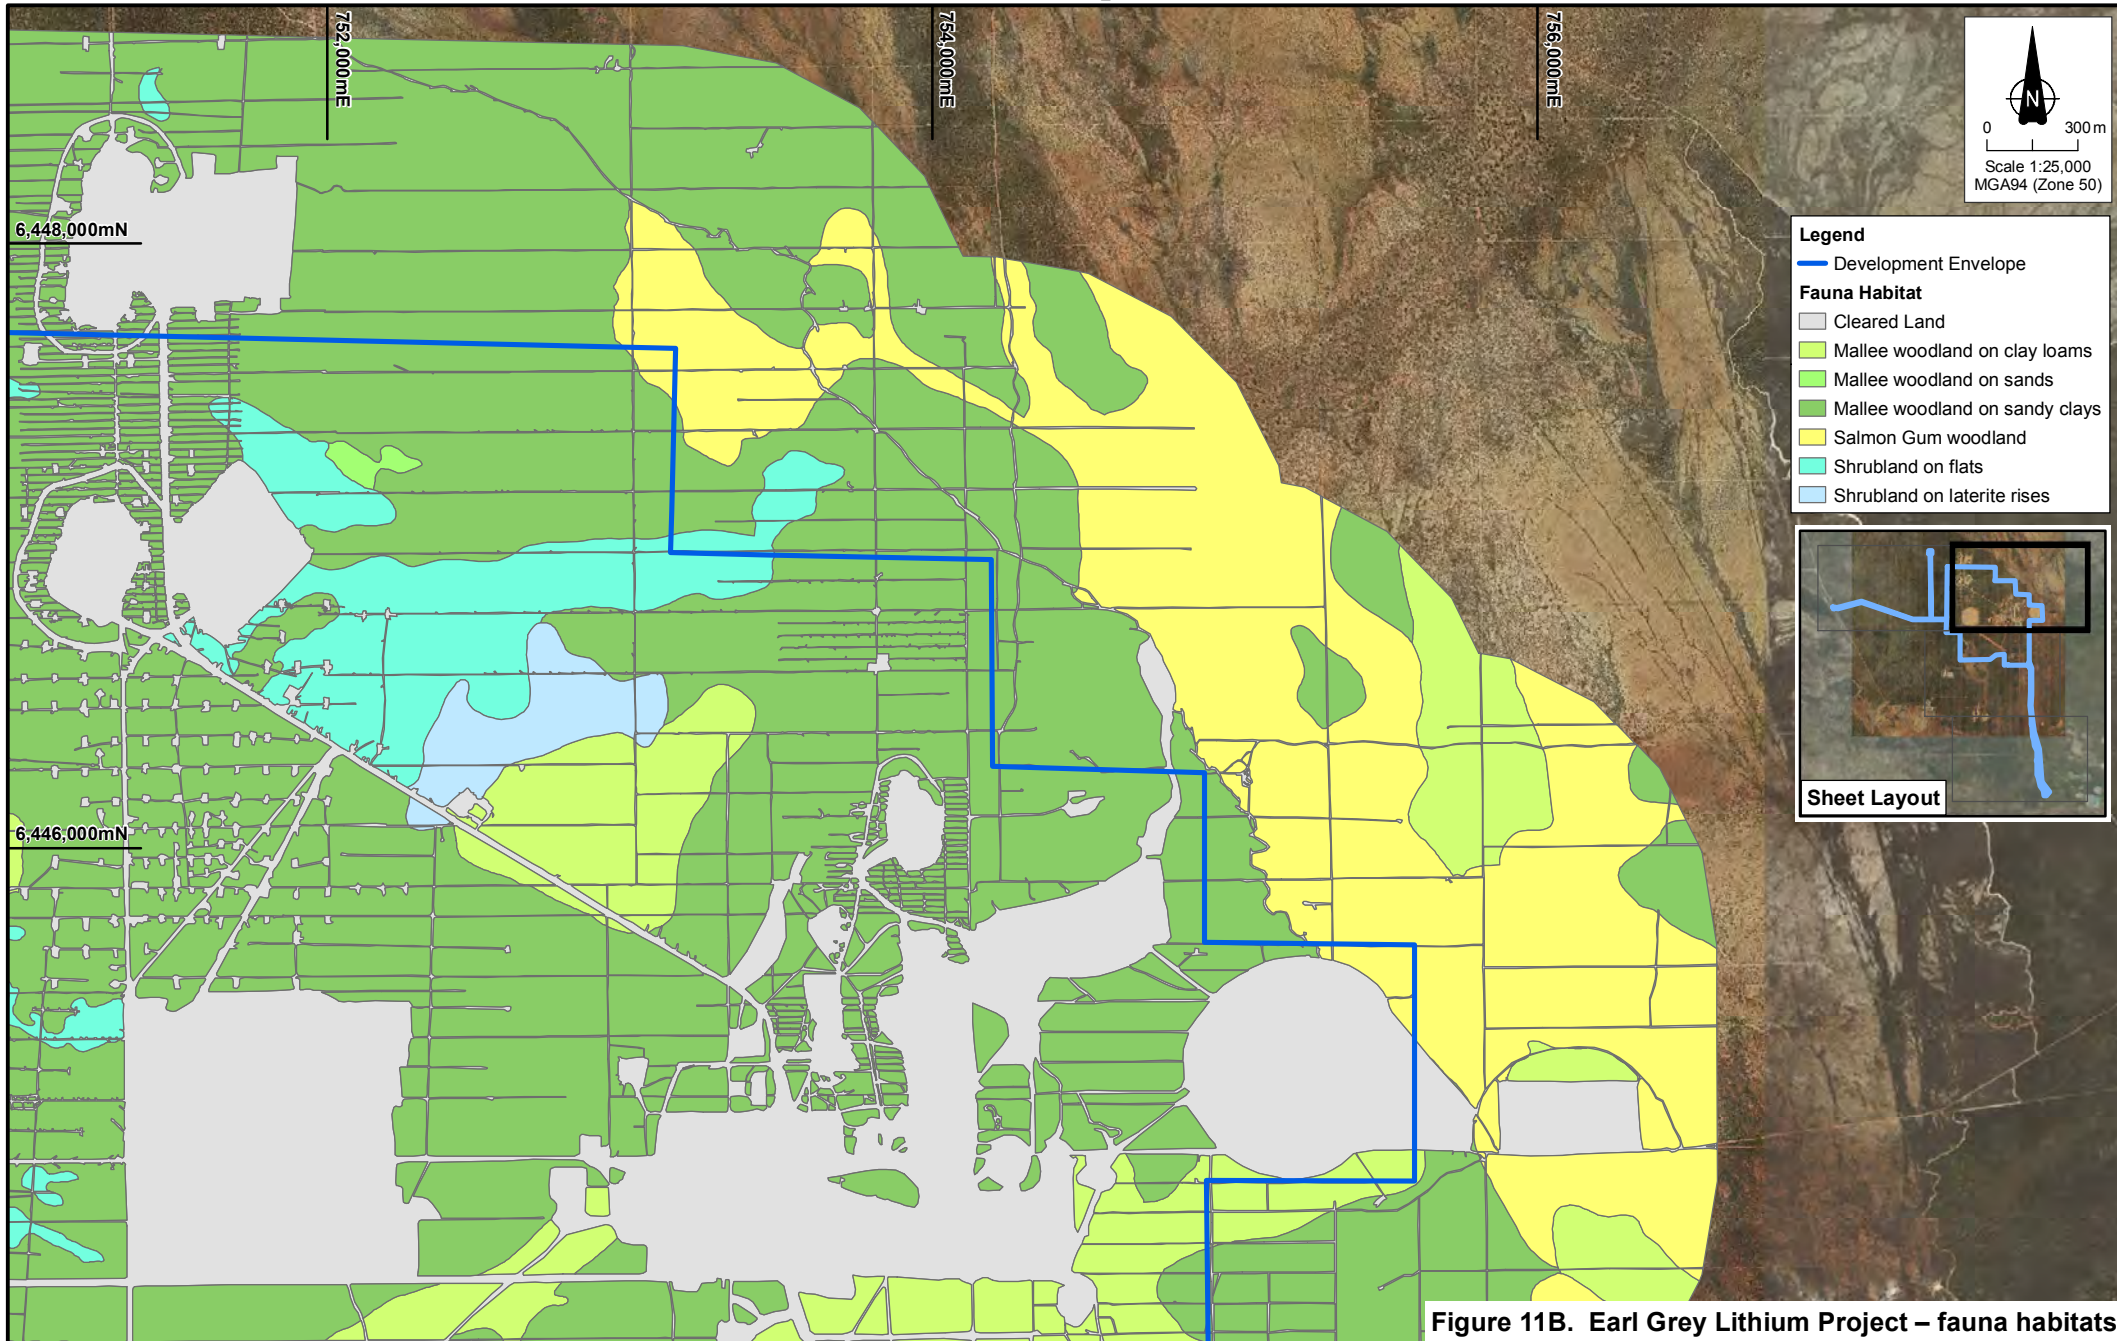 752,000mE
754,000mE
756,000mE
N
0 300 m
Scale 1:25,000
MGA94 (Zone 50)
6,448,000mN
Legend
Development Envelope
Fauna Habitat
Cleared Land
Mallee woodland on clay loams
Mallee woodland on sands
Mallee woodland on sandy clays
Salmon Gum woodland
Shrubland on flats
Shrubland on laterite rises
Sheet Layout
6,446,000mN
Figure 11B. Earl Grey Lithium Project – fauna habitats